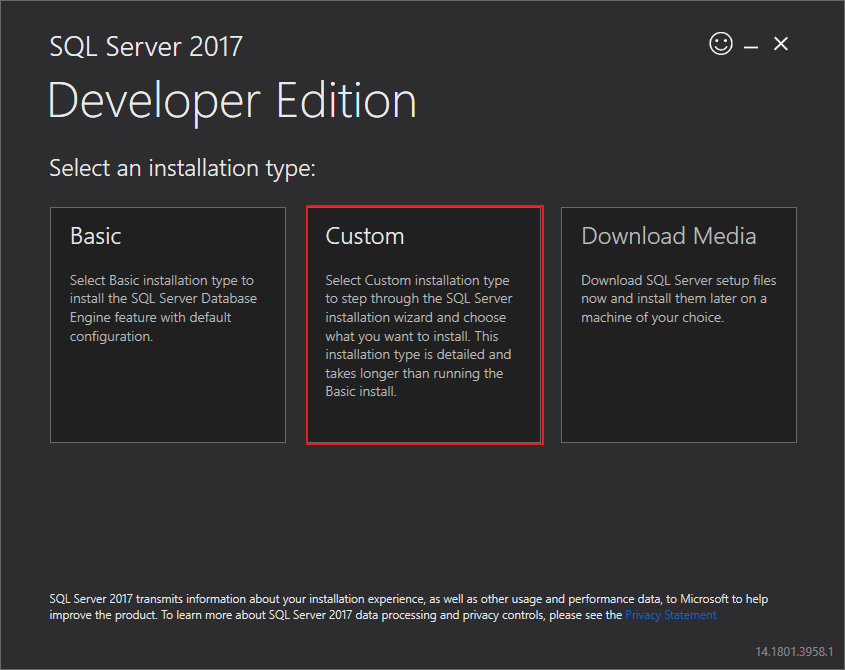 SQL Server 2017
Developer Edition
Select an installation type:
Basic
Select Basic installation type to
install the SQL Server Database
Engine feature with default
configuration.
Custom
Select Custom installation type
to step through the SQL Server
installation wizard and choose
what you want to install. This
installation type is detailed and
takes longer than running the
Basic install.
Download Media
Download SQL Server setup files
now and install them later on a
machine of your choice.
SQL Server 2017 transmits information about your installation experience, as well as other usage and performance data, to Microsoft to help
improve the product. To learn more about SQL Server 2017 data processing and privacy controls, please see the Privacy Statement
14.1801.3958.1